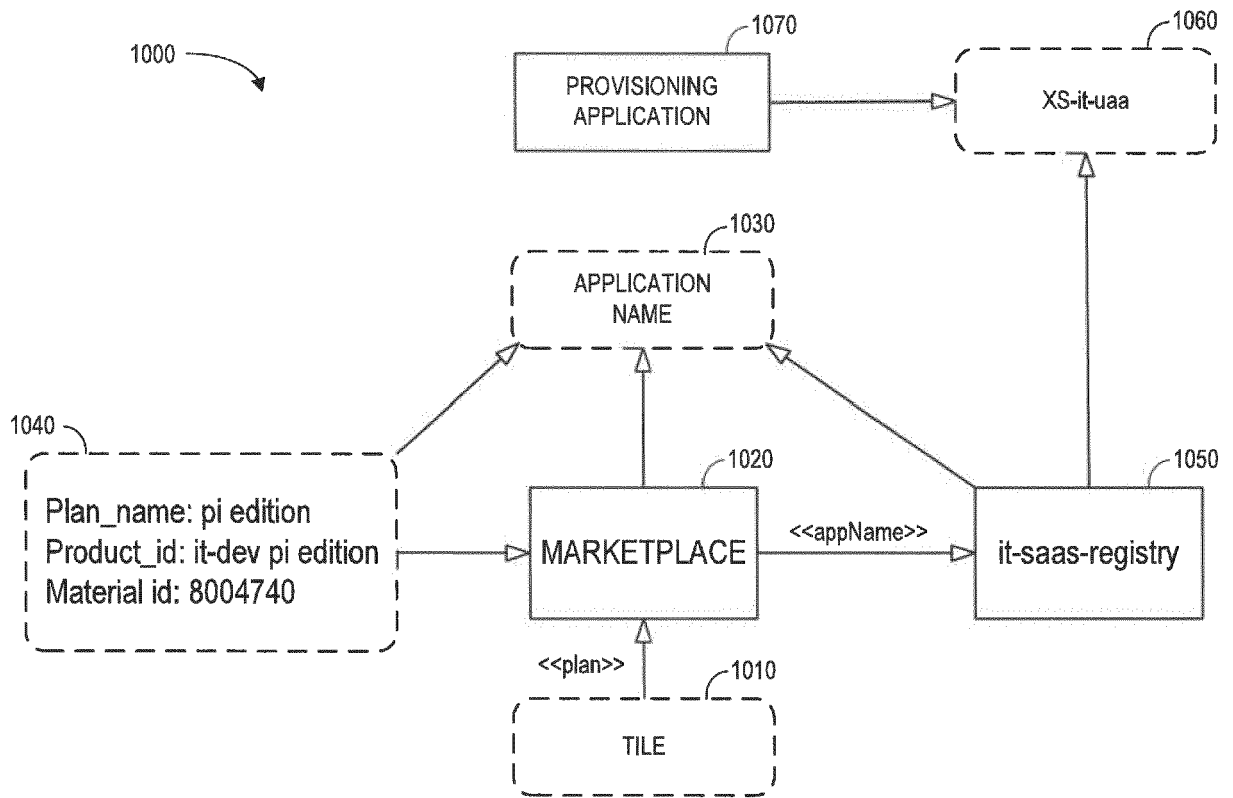 1000
1070
PROVISIONING
APPLICATION
1060
XS-it-uaa
1030
APPLICATION
NAME
1040
Plan_name: pi edition
Product_id: it-dev pi edition
Material id: 8004740
1020
MARKETPLACE
<<appName>>
1050
it-saas-registry
<<plan>>
1010
TILE